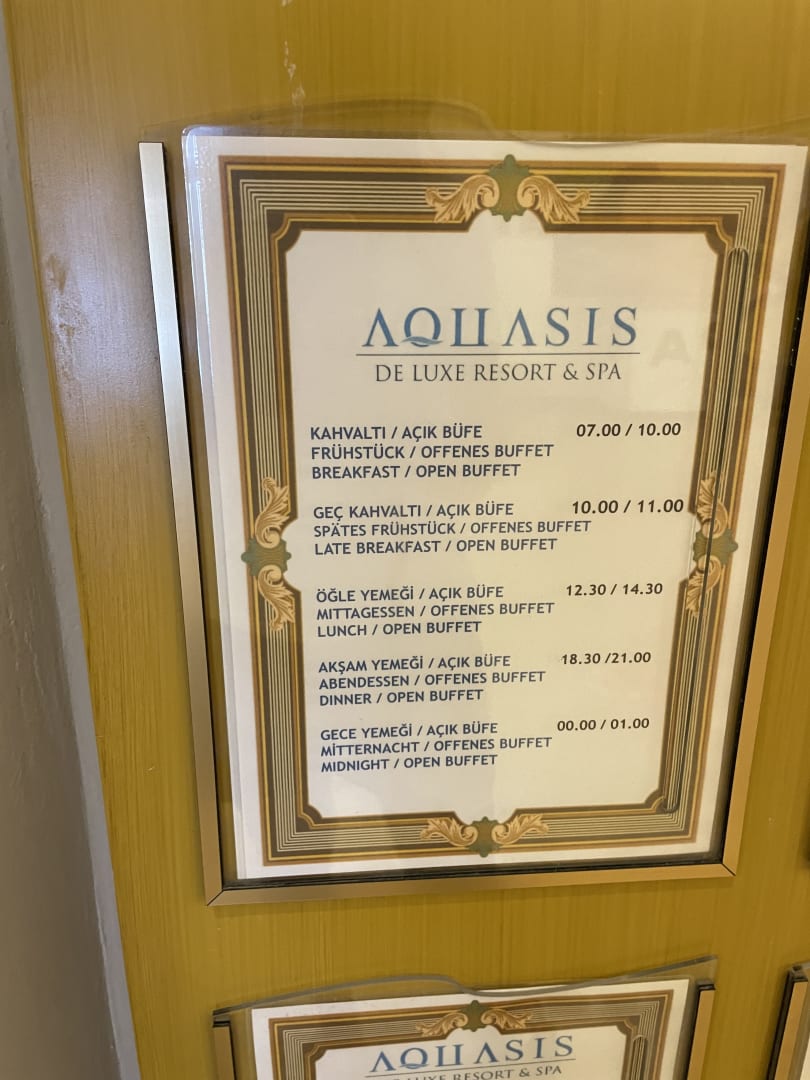 AQUASIS
DE LUXE RESORT & SPA
KAHVALTI / AÇIK BÜFE 07.00 / 10.00
FRÜHSTÜCK / OFFENES BUFFET
BREAKFAST / OPEN BUFFET
GEÇ KAHVALTI / AÇIK BÜFE 10.00 / 11.00
SPÄTES FRÜHSTÜCK / OFFENES BUFFET
LATE BREAKFAST / OPEN BUFFET
ÖĞLE YEMEĞİ / AÇIK BÜFE 12.30 / 14.30
MITTAGESSEN / OFFENES BUFFET
LUNCH / OPEN BUFFET
AKŞAM YEMEĞİ / AÇIK BÜFE 18.30 /21.00
ABENDESSEN / OFFENES BUFFET
DINNER / OPEN BUFFET
GECE YEMEĞİ / AÇIK BÜFE 00.00 / 01.00
MİTTERNACHT / OFFENES BUFFET
MIDNIGHT / OPEN BUFFET
AQUASIS
DE LUXE RESORT & SPA